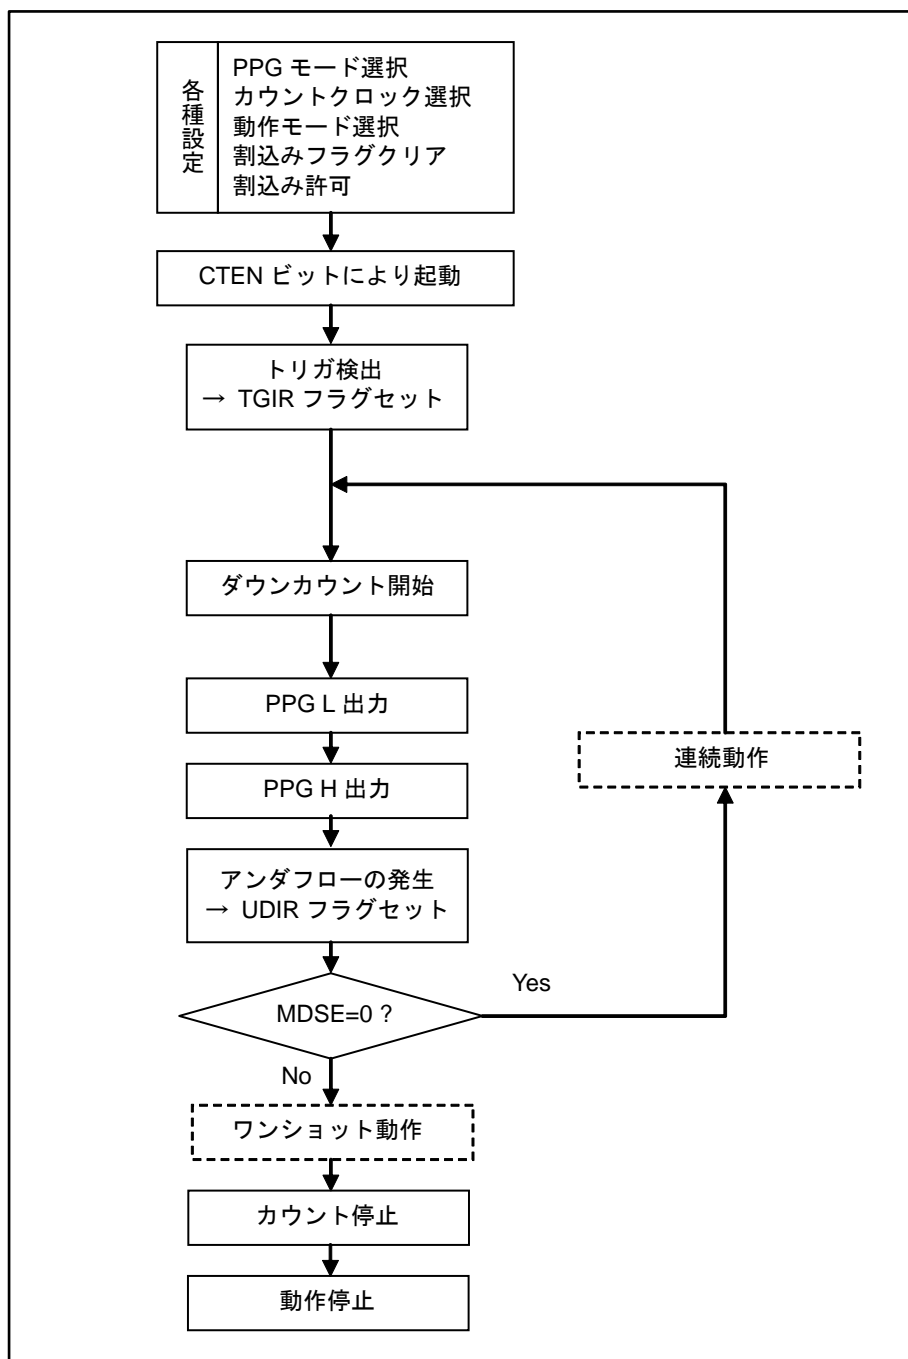 各種設定
PPG モード選択
カウントクロック選択
動作モード選択
割込みフラグクリア
割込み許可
CTEN ビットにより起動
トリガ検出
→ TGIR フラグセット
ダウンカウント開始
PPG L 出力
PPG H 出力
連続動作
アンダフローの発生
→ UDIR フラグセット
MDSE=0 ?
Yes
No
ワンショット動作
カウント停止
動作停止